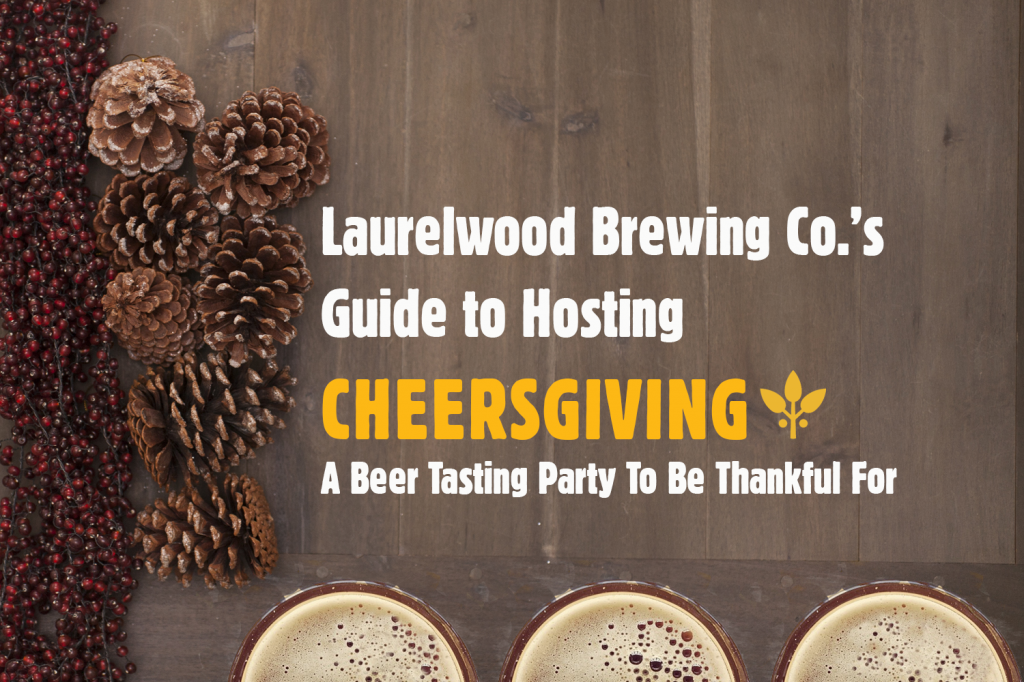 Laurelwood Brewing Co.’s
Guide to Hosting
CHEERSGIVING
A Beer Tasting Party To Be Thankful For